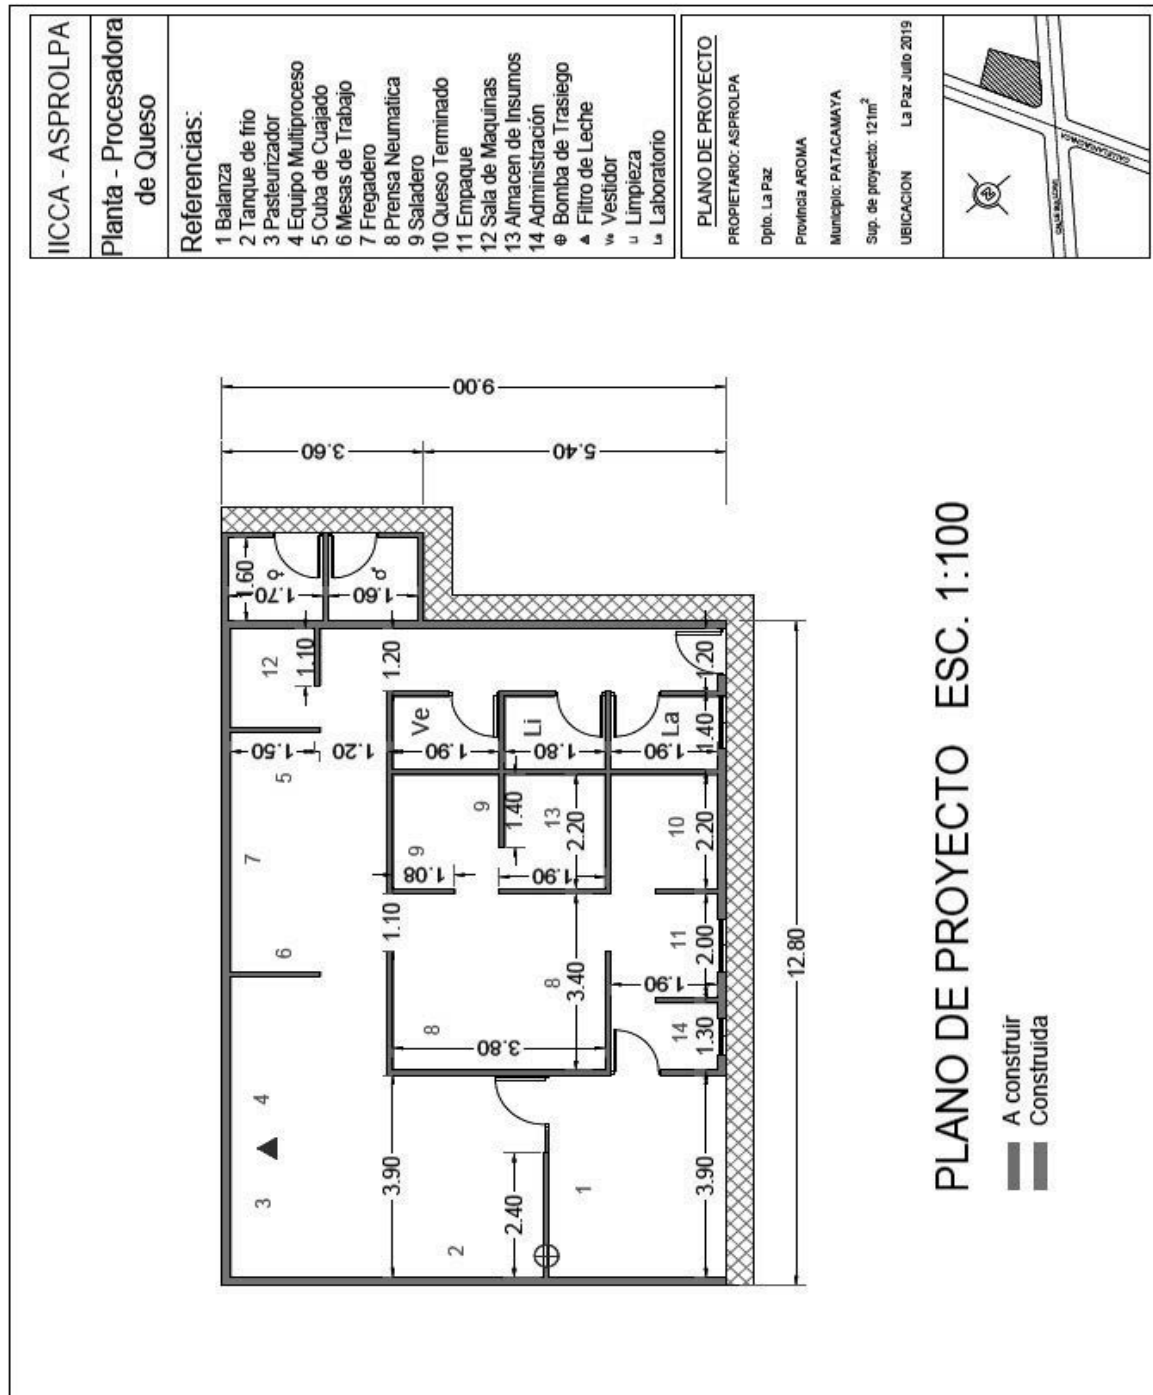 IICCA - ASPROLPA
Planta - Procesadora
de Queso
Referencias:
1 Balanza
2 Tanque de frio
3 Pasteurizador
4 Equipo Multiproceso
5 Cuba de Cuajado
6 Mesas de Trabajo
7 Fregadero
8 Prensa Neumatica
9 Saladero
10 Queso Terminado
11 Empaque
12 Sala de Maquinas
13 Almacen de Insumos
14 Administración
⊕ Bomba de Trasiego
▲ Filtro de Leche
Ve Vestidor
Li Limpieza
La Laboratorio
PLANO DE PROYECTO
PROPIETARIO: ASPROLPA
Dpto. La Paz
Provincia AROMA
Municipio: PATACAMAYA
Sup. de proyecto: 121m²
UBICACION La Paz Julio 2019
N
3 4 6 7 5 12
1.50
1.10
1.70
1.60
♀
1.60
♂
3.60
9.00
5.40
3.90
1.10
1.20
1.20
2
2.40
8
3.80
9
1.08
9
Ve
1.90
1
8
3.40
1.90
13
2.20
1.40
Li
1.80
14
1.30
1.90
11
2.00
10
2.20
La
1.90
1.40
1.20
3.90
12.80
PLANO DE PROYECTO ESC. 1:100
A construir
Construida